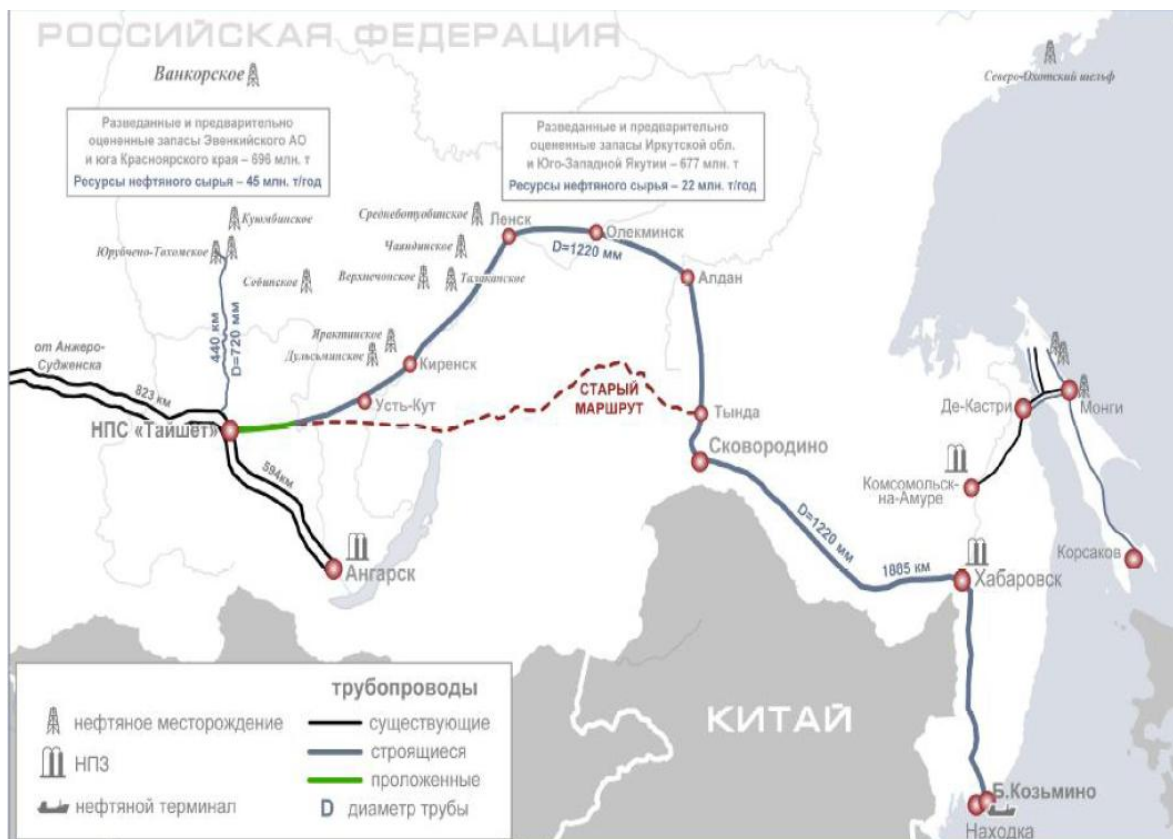 РОССИЙСКАЯ ФЕДЕРАЦИЯ
Ванкорское
Северо-Охотский шельф
Разведанные и предварительно
оцененные запасы Эвенкийского АО
и юга Красноярского края – 696 млн. т
Ресурсы нефтяного сырья – 45 млн. т/год
Разведанные и предварительно
оцененные запасы Иркутской обл.
и Юго-Западной Якутии – 677 млн. т
Ресурсы нефтяного сырья – 22 млн. т/год
Куюмбинское
Среднеботуобинское
Ленск
Олекминск
Юрубчено-Тохомское
Чаяндинское
D=1220 мм
Собинское
Верхнечонское
Талаканское
Алдан
440 км
D=720 мм
Ярактинское
Дулисьминское
Киренск
от Анжеро-
Судженска
823 км
Усть-Кут
СТАРЫЙ
МАРШРУТ
Тында
Де-Кастри
Монги
НПС «Тайшет»
Сковородино
594км
Комсомольск-
на-Амуре
D=1220 мм
1885 км
Ангарск
Хабаровск
Корсаков
трубопроводы
нефтяное месторождение
существующие
КИТАЙ
строящиеся
НПЗ
проложенные
нефтяной терминал
D диаметр трубы
Б.Козьмино
Находка